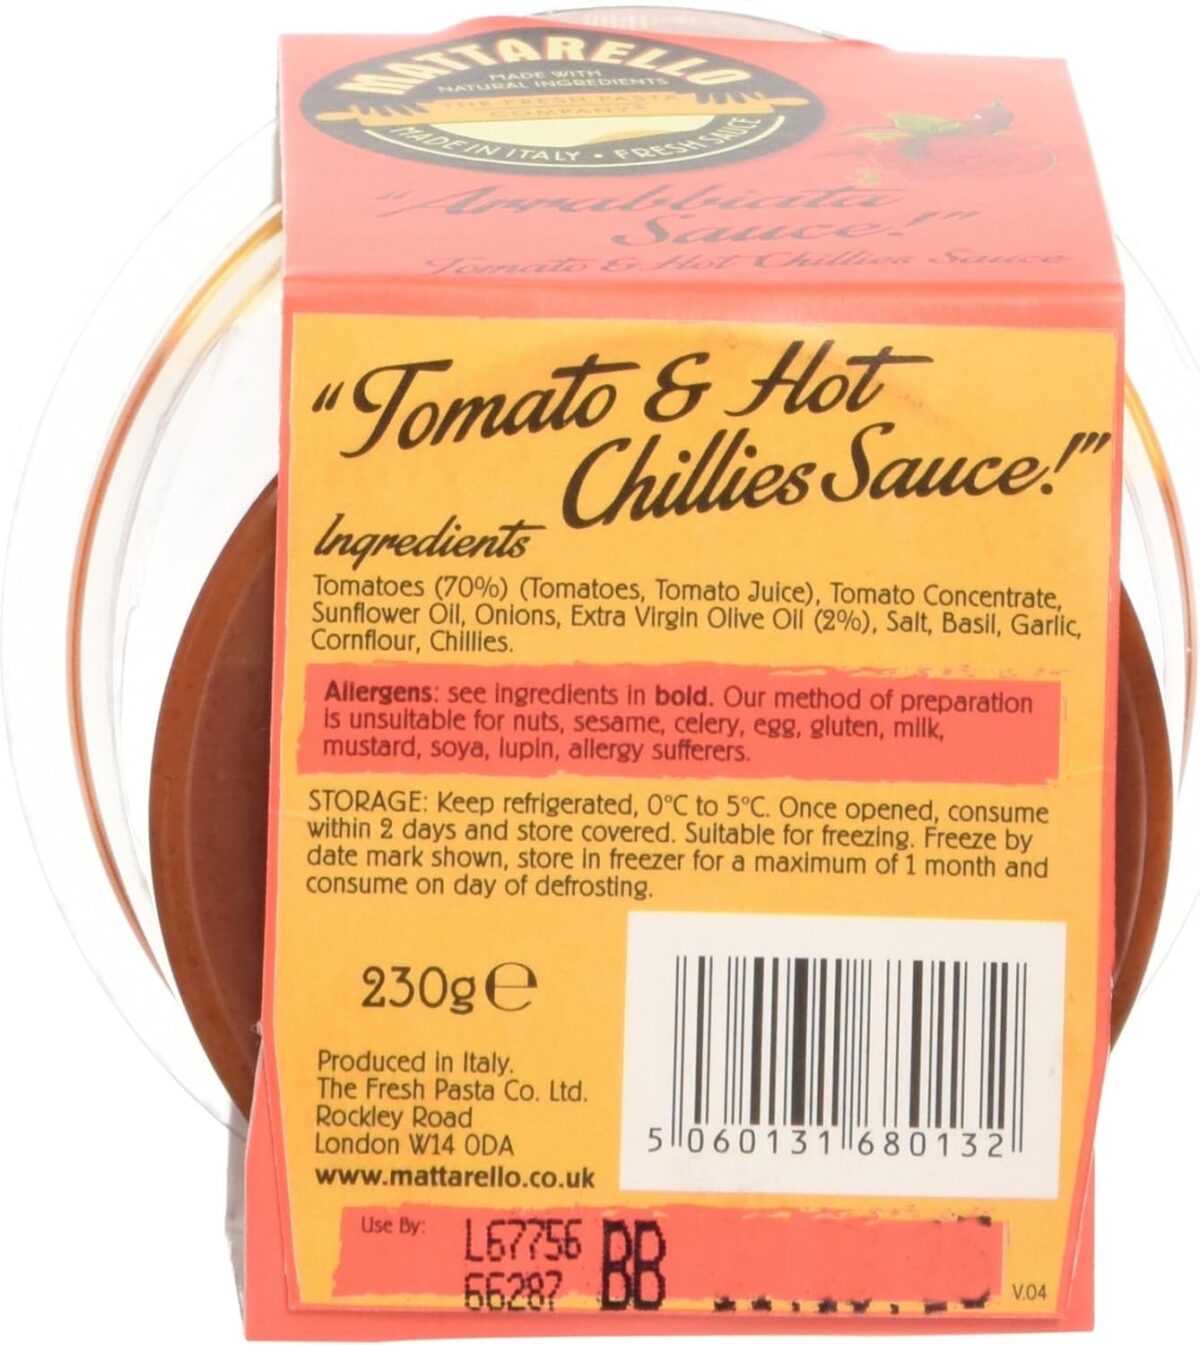 MATTARELLO
MADE WITH
NATURAL INGREDIENTS
THE FRESH PASTA
COMPANY
MADE IN ITALY • FRESH SAUCE
"Arrabbiata
Sauce!"
Tomato & Hot Chillies Sauce
"Tomato & Hot
Chillies Sauce!"
Ingredients
Tomatoes (70%) (Tomatoes, Tomato Juice), Tomato Concentrate,
Sunflower Oil, Onions, Extra Virgin Olive Oil (2%), Salt, Basil, Garlic,
Cornflour, Chillies.
Allergens: see ingredients in bold. Our method of preparation
is unsuitable for nuts, sesame, celery, egg, gluten, milk,
mustard, soya, lupin, allergy sufferers.
STORAGE: Keep refrigerated, 0°C to 5°C. Once opened, consume
within 2 days and store covered. Suitable for freezing. Freeze by
date mark shown, store in freezer for a maximum of 1 month and
consume on day of defrosting.
230g e
Produced in Italy.
The Fresh Pasta Co. Ltd.
Rockley Road
London W14 0DA
www.mattarello.co.uk
5 060131 680132
Use By:
L67756 BB
66287
V.04